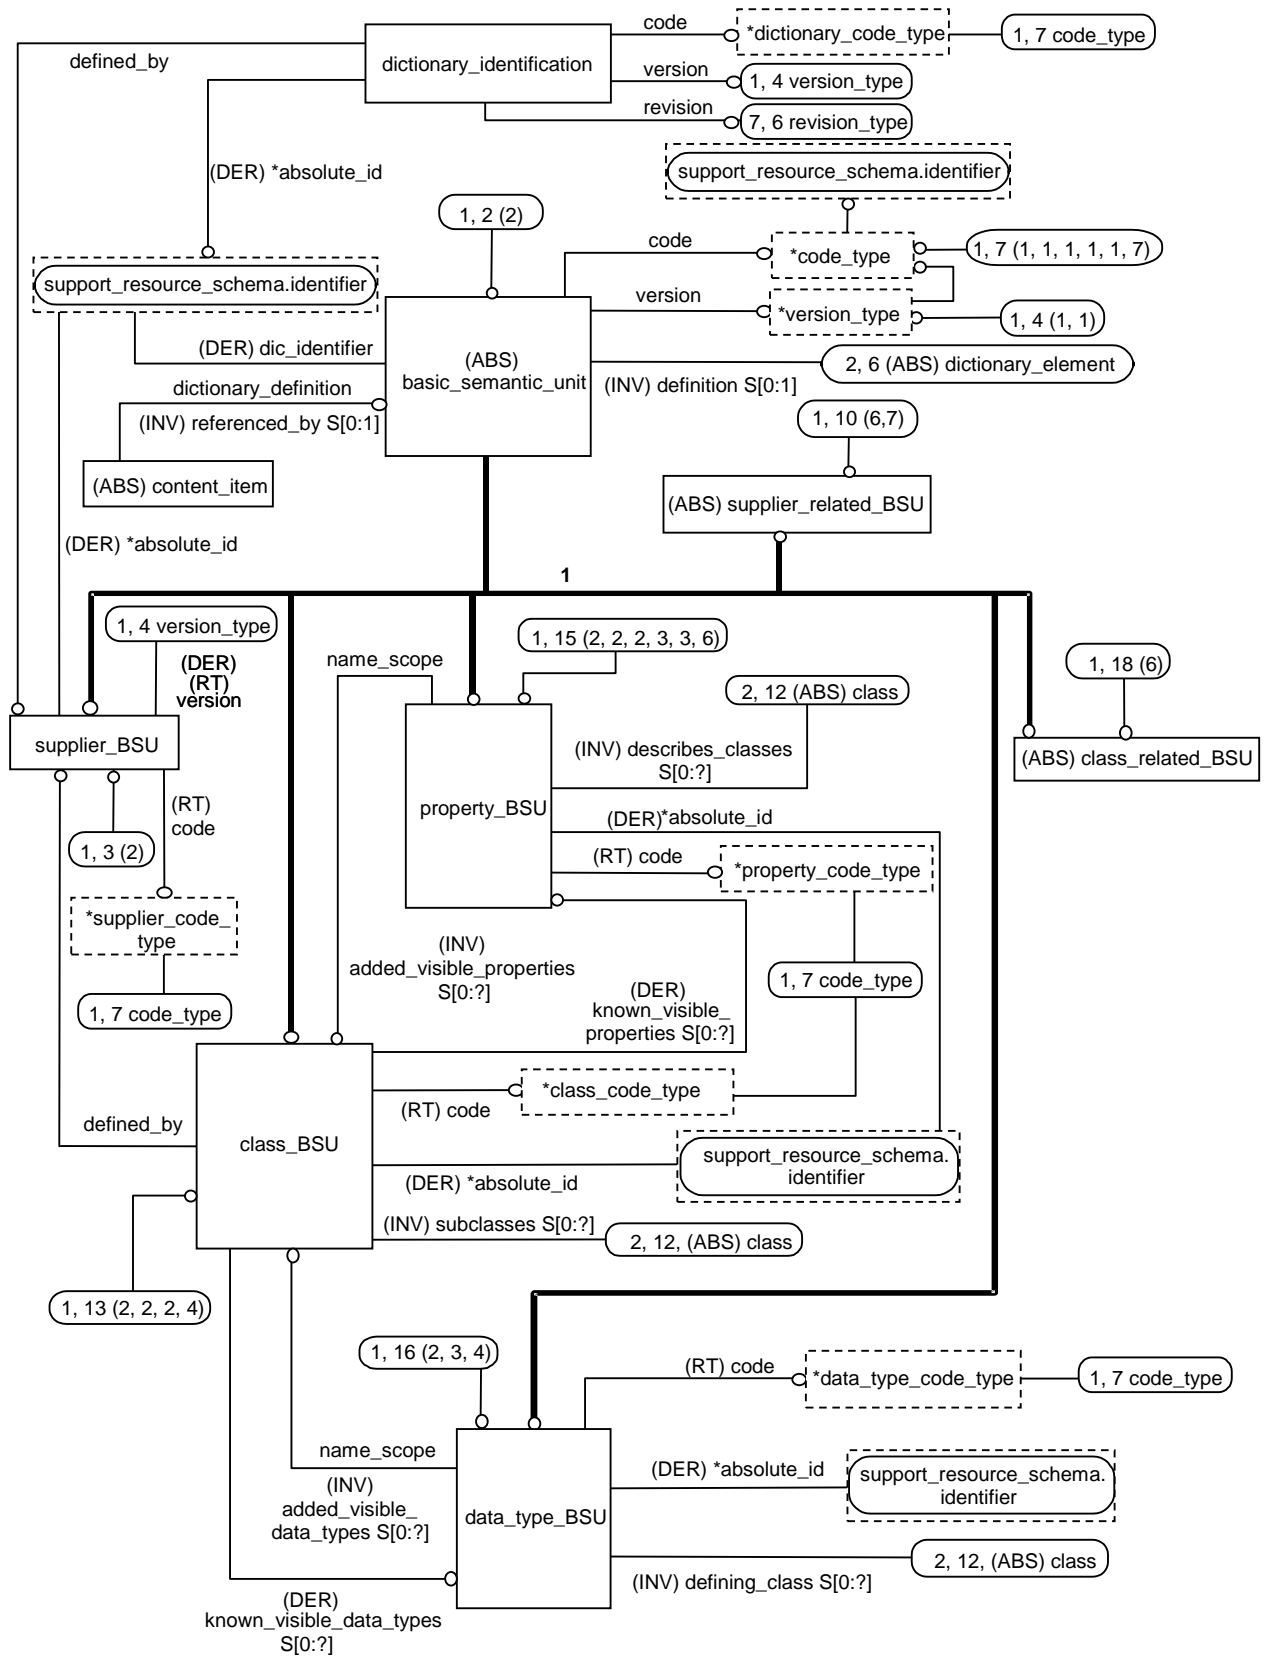 code
*dictionary_code_type
1, 7 code_type
defined_by
dictionary_identification
version
1, 4 version_type
revision
7, 6 revision_type
(DER) *absolute_id
support_resource_schema.identifier
1, 2 (2)
code
*code_type
1, 7 (1, 1, 1, 1, 1, 7)
support_resource_schema.identifier
version
*version_type
1, 4 (1, 1)
(DER) dic_identifier
(ABS)
basic_semantic_unit
2, 6 (ABS) dictionary_element
(INV) definition S[0:1]
dictionary_definition
(INV) referenced_by S[0:1]
1, 10 (6,7)
(ABS) content_item
(ABS) supplier_related_BSU
(DER) *absolute_id
1
1, 4 version_type
(DER)
(RT)
version
name_scope
1, 15 (2, 2, 2, 3, 3, 6)
1, 18 (6)
2, 12 (ABS) class
supplier_BSU
(INV) describes_classes
S[0:?]
(ABS) class_related_BSU
(RT)
code
property_BSU
(DER)*absolute_id
1, 3 (2)
(RT) code
*property_code_type
*supplier_code_
type
(INV)
added_visible_properties
S[0:?]
1, 7 code_type
(DER)
known_visible_
properties S[0:?]
1, 7 code_type
*class_code_type
(RT) code
defined_by
class_BSU
support_resource_schema.
identifier
(DER) *absolute_id
(INV) subclasses S[0:?]
2, 12, (ABS) class
1, 13 (2, 2, 2, 4)
1, 16 (2, 3, 4)
(RT) code
*data_type_code_type
1, 7 code_type
name_scope
(INV)
added_visible_
data_types S[0:?]
(DER) *absolute_id
support_resource_schema.
identifier
data_type_BSU
2, 12, (ABS) class
(INV) defining_class S[0:?]
(DER)
known_visible_data_types
S[0:?]